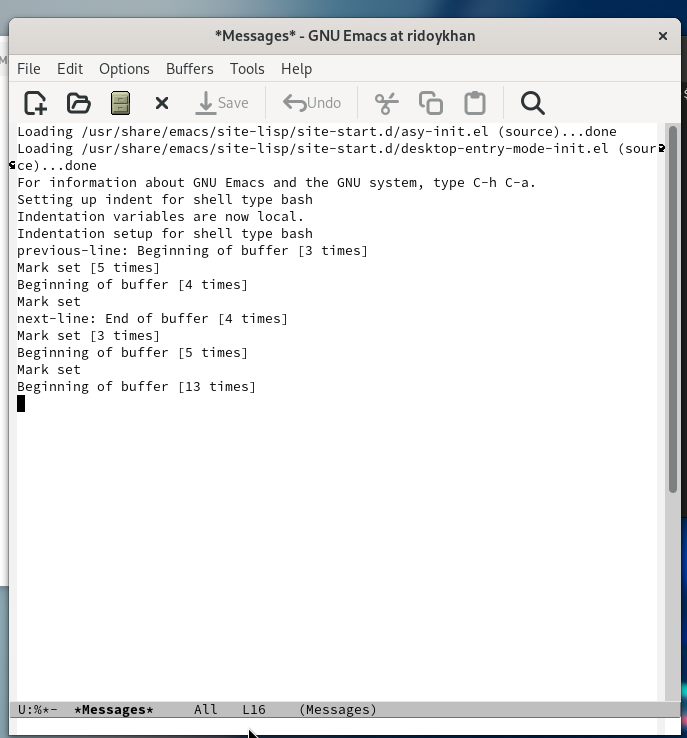 *Messages* - GNU Emacs at ridoykhan
File Edit Options Buffers Tools Help
Save Undo
Loading /usr/share/emacs/site-lisp/site-start.d/asy-init.el (source)...done
Loading /usr/share/emacs/site-lisp/site-start.d/desktop-entry-mode-init.el (sour
ce)...done
For information about GNU Emacs and the GNU system, type C-h C-a.
Setting up indent for shell type bash
Indentation variables are now local.
Indentation setup for shell type bash
previous-line: Beginning of buffer [3 times]
Mark set [5 times]
Beginning of buffer [4 times]
Mark set
next-line: End of buffer [4 times]
Mark set [3 times]
Beginning of buffer [5 times]
Mark set
Beginning of buffer [13 times]
U:%*- *Messages* All L16 (Messages)